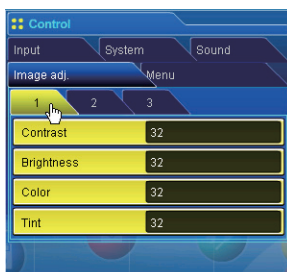 Control
Input System Sound
Image adj. Menu
1 2 3
Contrast 32
Brightness 32
Color 32
Tint 32